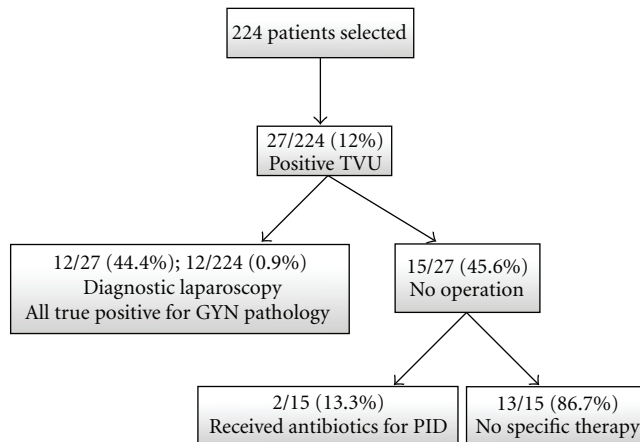 224 patients selected
27/224 (12%)
Positive TVU
12/27 (44.4%); 12/224 (0.9%)
Diagnostic laparoscopy
All true positive for GYN pathology
15/27 (45.6%)
No operation
2/15 (13.3%)
Received antibiotics for PID
13/15 (86.7%)
No specific therapy